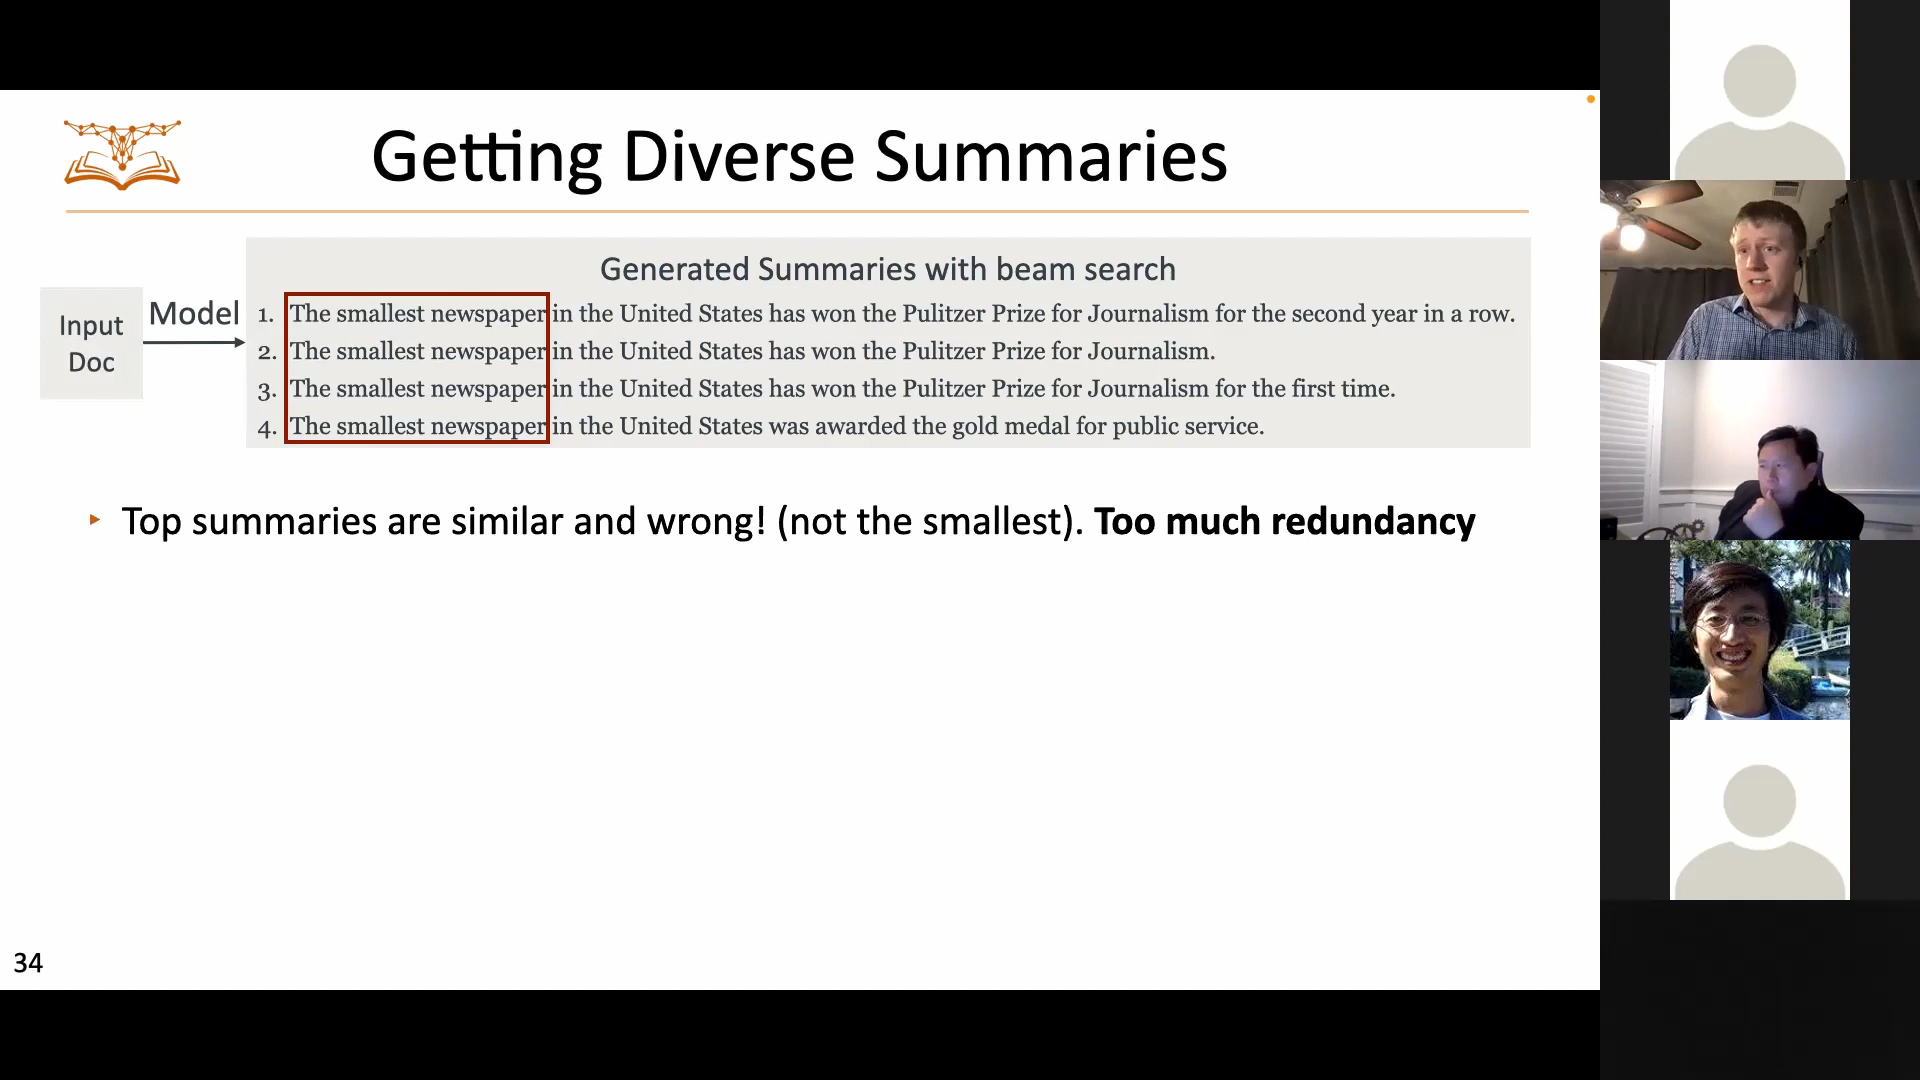 Getting Diverse Summaries
Generated Summaries with beam search
Input
Doc
Model
1. The smallest newspaper in the United States has won the Pulitzer Prize for Journalism for the second year in a row.
2. The smallest newspaper in the United States has won the Pulitzer Prize for Journalism.
3. The smallest newspaper in the United States has won the Pulitzer Prize for Journalism for the first time.
4. The smallest newspaper in the United States was awarded the gold medal for public service.
‣ Top summaries are similar and wrong! (not the smallest). Too much redundancy
34